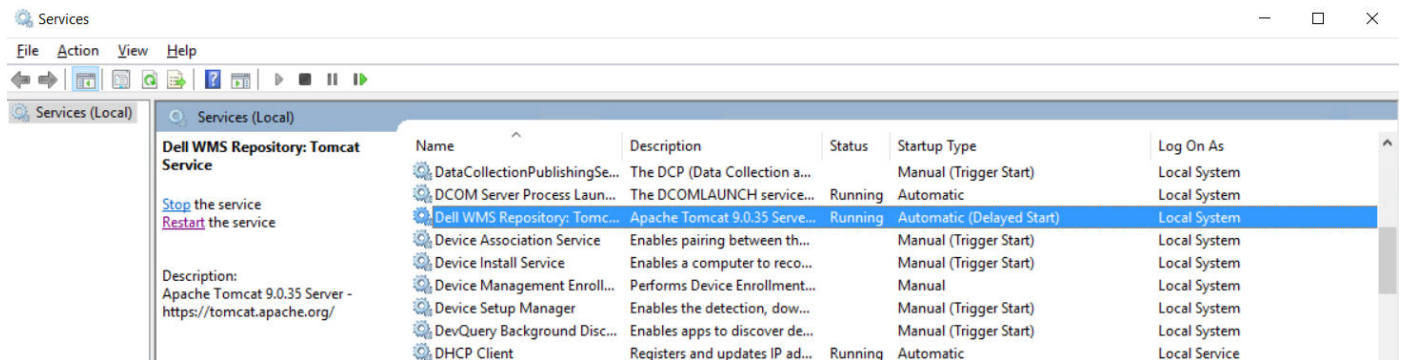 Services
File Action View Help
Services (Local)
Services (Local)
Dell WMS Repository: Tomcat
Service
Stop the service
Restart the service
Description:
Apache Tomcat 9.0.35 Server -
https://tomcat.apache.org/
Name Description Status Startup Type Log On As
DataCollectionPublishingSe... The DCP (Data Collection a... Manual (Trigger Start) Local System
DCOM Server Process Laun... The DCOMLAUNCH service... Running Automatic Local System
Dell WMS Repository: Tomc... Apache Tomcat 9.0.35 Serve... Running Automatic (Delayed Start) Local System
Device Association Service Enables pairing between th... Manual (Trigger Start) Local System
Device Install Service Enables a computer to reco... Manual (Trigger Start) Local System
Device Management Enroll... Performs Device Enrollment... Manual Local System
Device Setup Manager Enables the detection, dow... Manual (Trigger Start) Local System
DevQuery Background Disc... Enables apps to discover de... Manual (Trigger Start) Local System
DHCP Client Registers and updates IP ad... Running Automatic Local Service